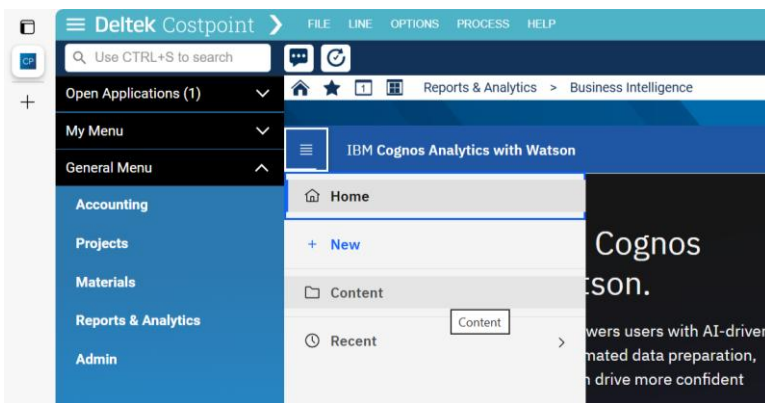 Deltek Costpoint
FILE LINE OPTIONS PROCESS HELP
CP
Use CTRL+S to search
Open Applications (1)
1
Reports & Analytics > Business Intelligence
My Menu
IBM Cognos Analytics with Watson
General Menu
Home
Accounting
Projects
+ New
Cognos
Materials
Content
tson.
Reports & Analytics
Content
Recent
wers users with AI-driven
Admin
mated data preparation,
n drive more confident